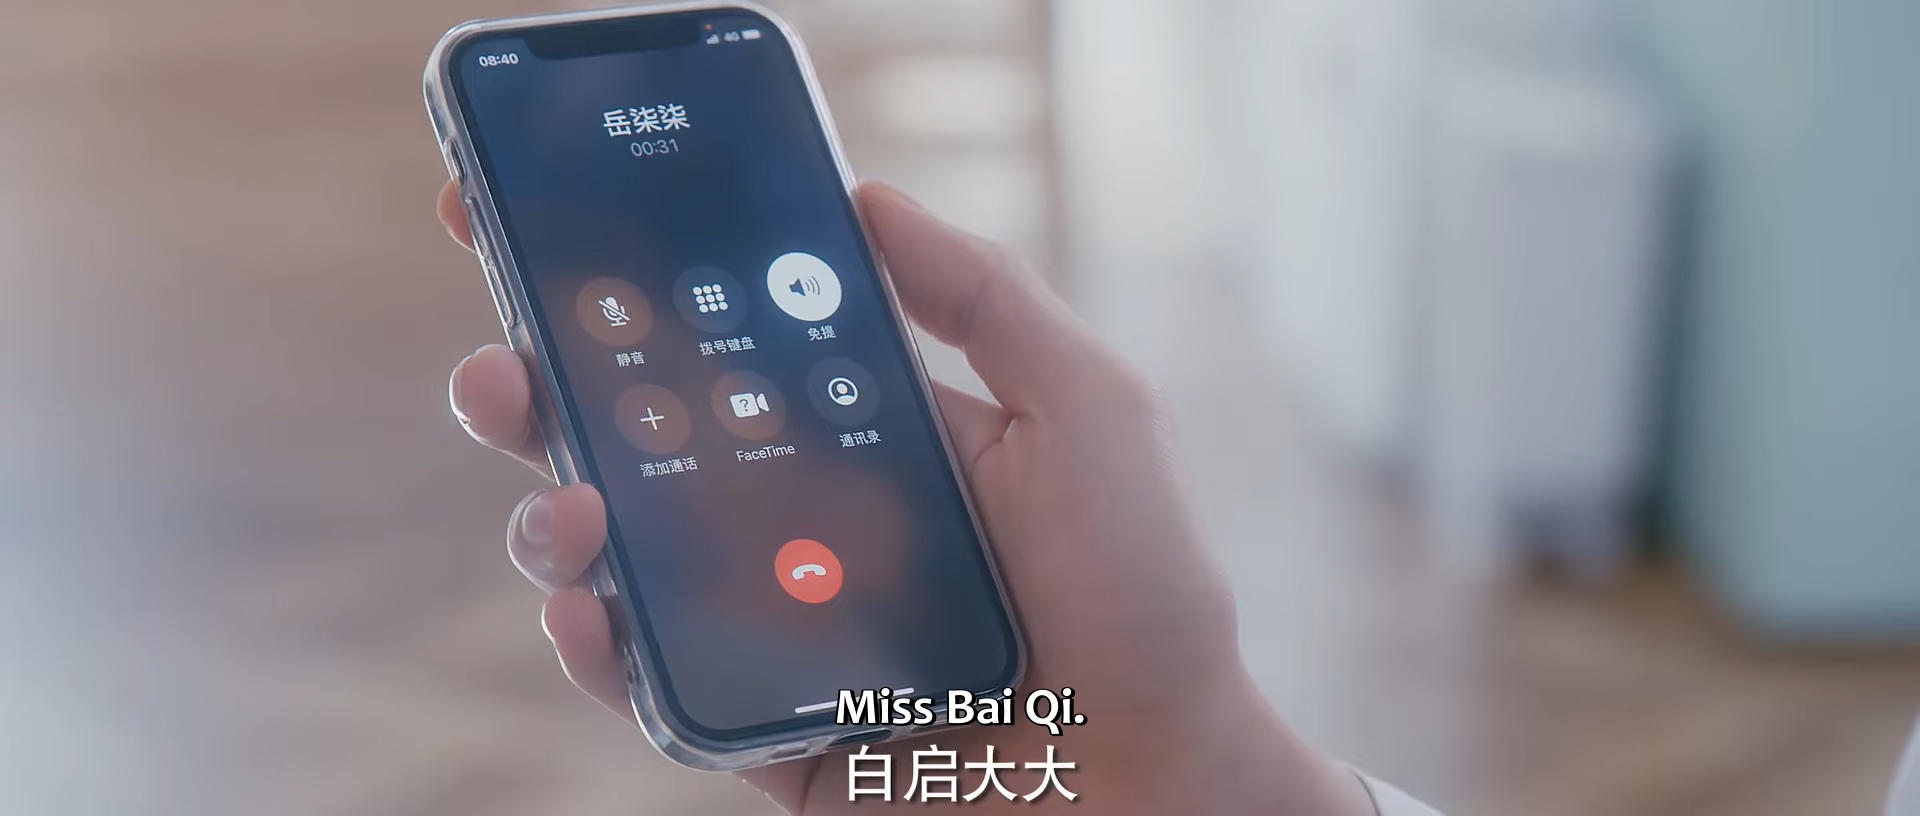 08:40
4G
岳柒柒
00:31
静音
拨号键盘
免提
添加通话
FaceTime
通讯录
Miss Bai Qi.
白启大大